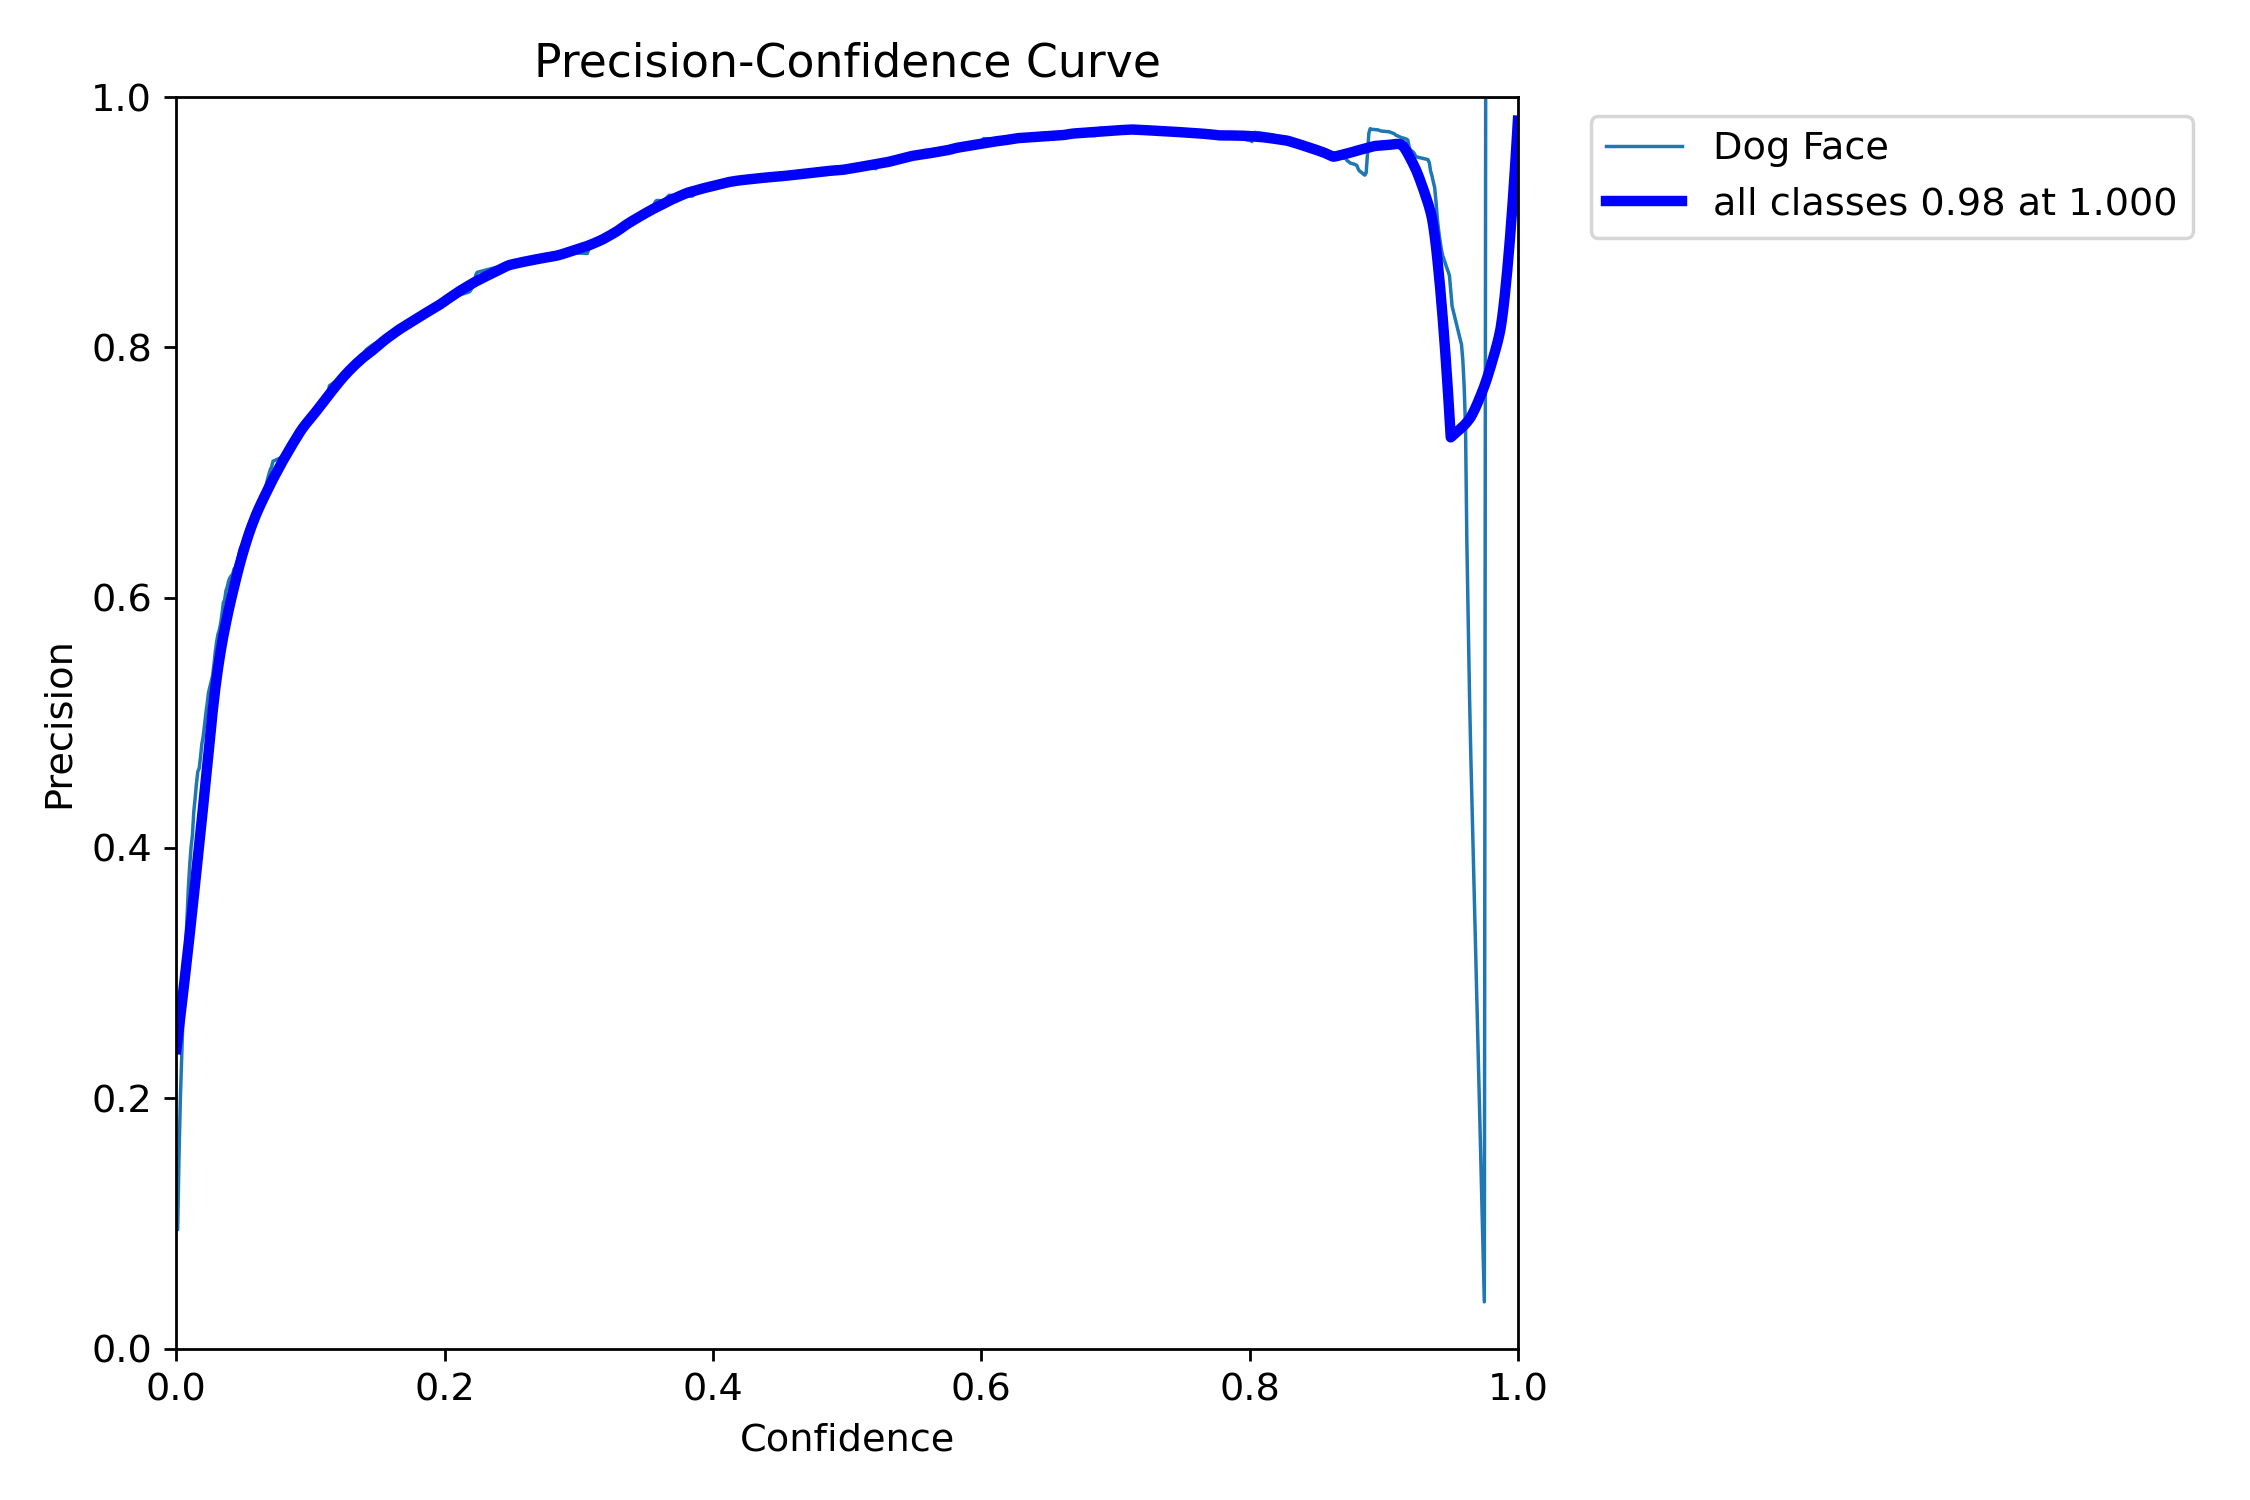 Precision-Confidence Curve
1.0
0.8
0.6
0.4
0.2
0.0
Precision
0.0 0.2 0.4 0.6 0.8 1.0
Confidence
Dog Face
all classes 0.98 at 1.000